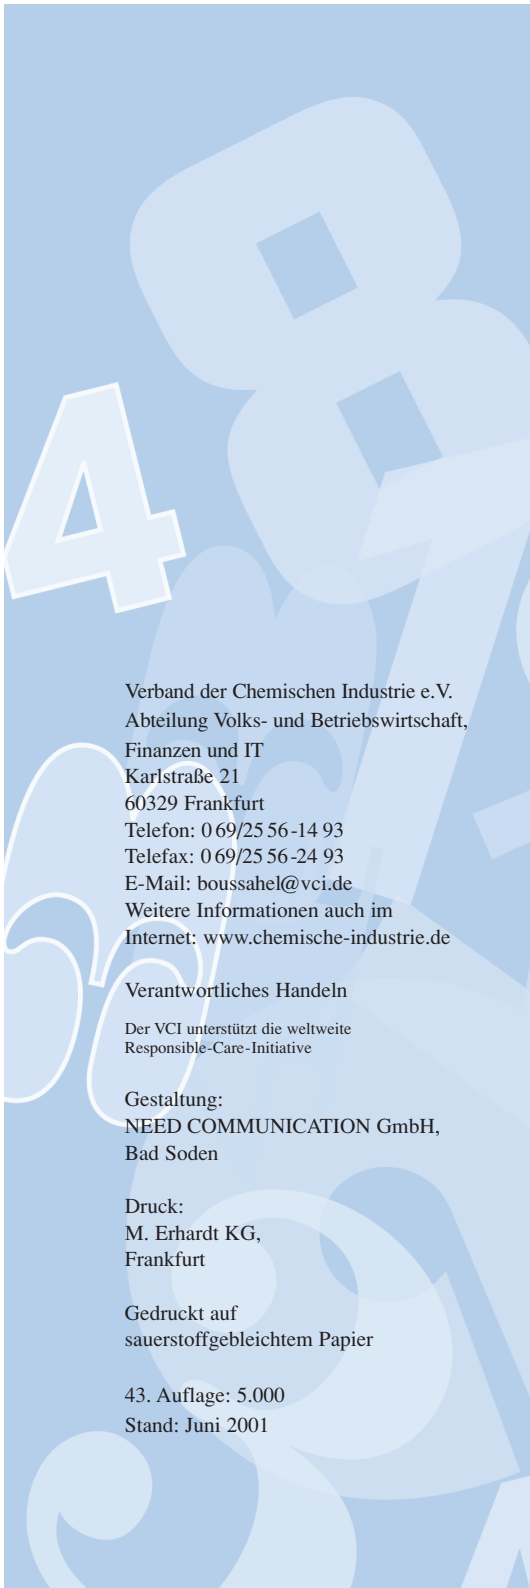 Verband der Chemischen Industrie e.V.
Abteilung Volks- und Betriebswirtschaft,
Finanzen und IT
Karlstraße 21
60329 Frankfurt
Telefon: 0 69/25 56-14 93
Telefax: 0 69/25 56-24 93
E-Mail: boussahel@vci.de
Weitere Informationen auch im
Internet: www.chemische-industrie.de
Verantwortliches Handeln
Der VCI unterstützt die weltweite
Responsible-Care-Initiative
Gestaltung:
NEED COMMUNICATION GmbH,
Bad Soden
Druck:
M. Erhardt KG,
Frankfurt
Gedruckt auf
sauerstoffgebleichtem Papier
43. Auflage: 5.000
Stand: Juni 2001